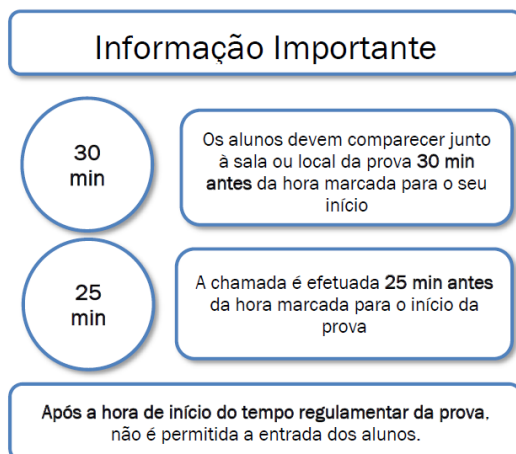 Informação Importante
30
min
Os alunos devem comparecer junto
à sala ou local da prova 30 min
antes da hora marcada para o seu
início
25
min
A chamada é efetuada 25 min antes
da hora marcada para o início da
prova
Após a hora de início do tempo regulamentar da prova,
não é permitida a entrada dos alunos.